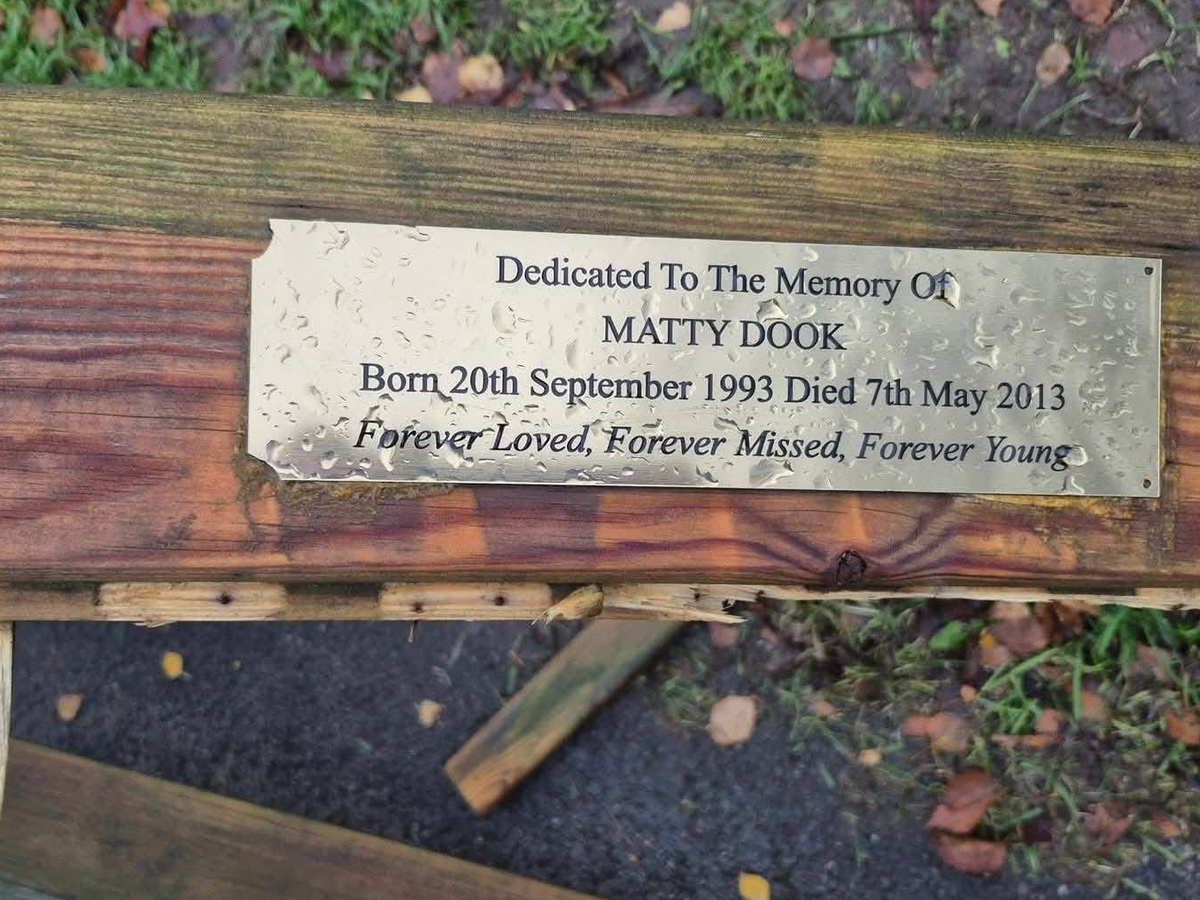 Dedicated To The Memory Of
MATTY DOOK
Born 20th September 1993 Died 7th May 2013
Forever Loved, Forever Missed, Forever Young